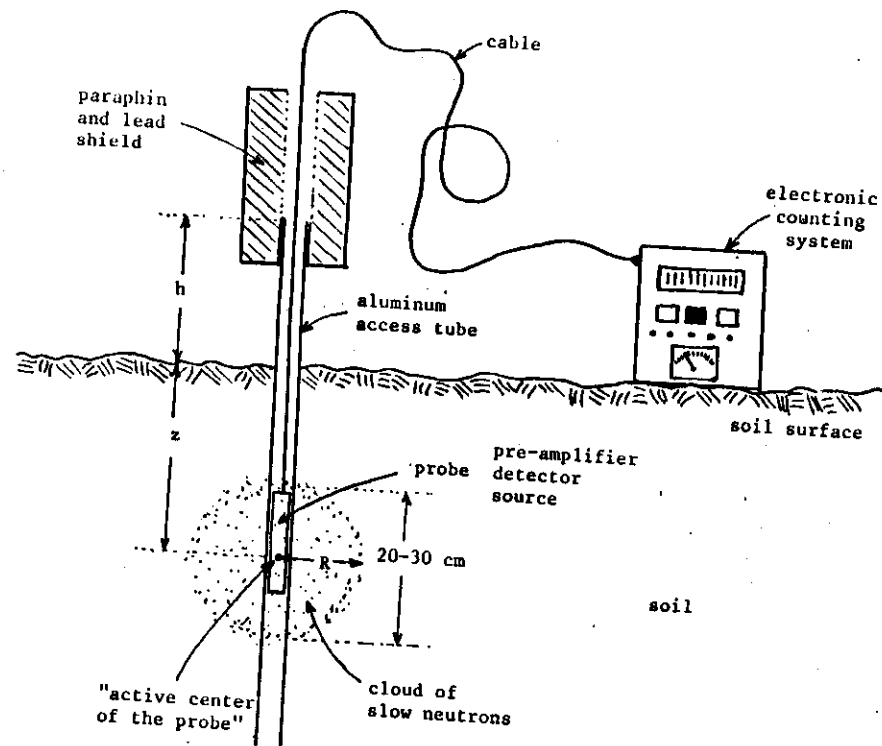 cable
paraphin
and lead
shield
electronic
counting
system
h
aluminum
access tube
z
soil surface
probe
pre-amplifier
detector
source
R
20-30 cm
soil
"active center
of the probe"
cloud of
slow neutrons